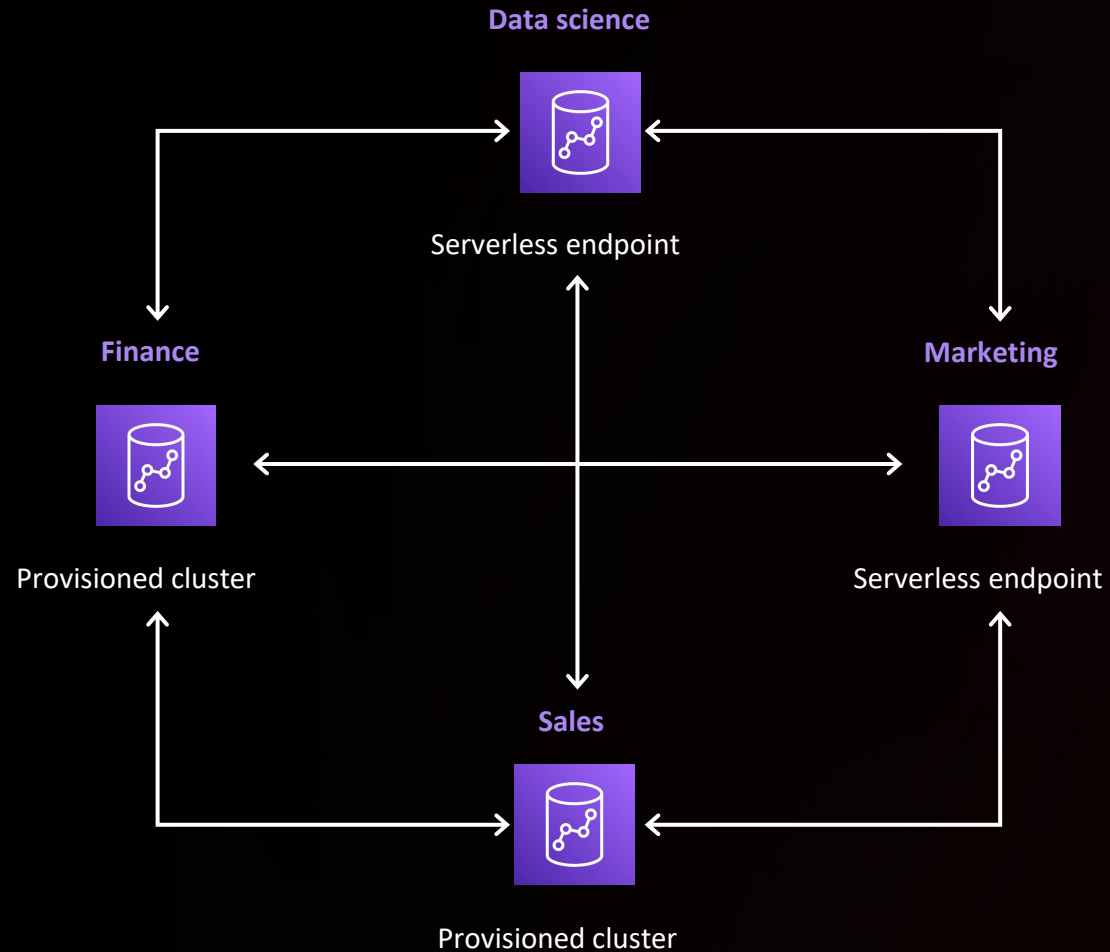 Data science
Serverless endpoint
Finance
Marketing
Provisioned cluster
Serverless endpoint
Sales
Provisioned cluster